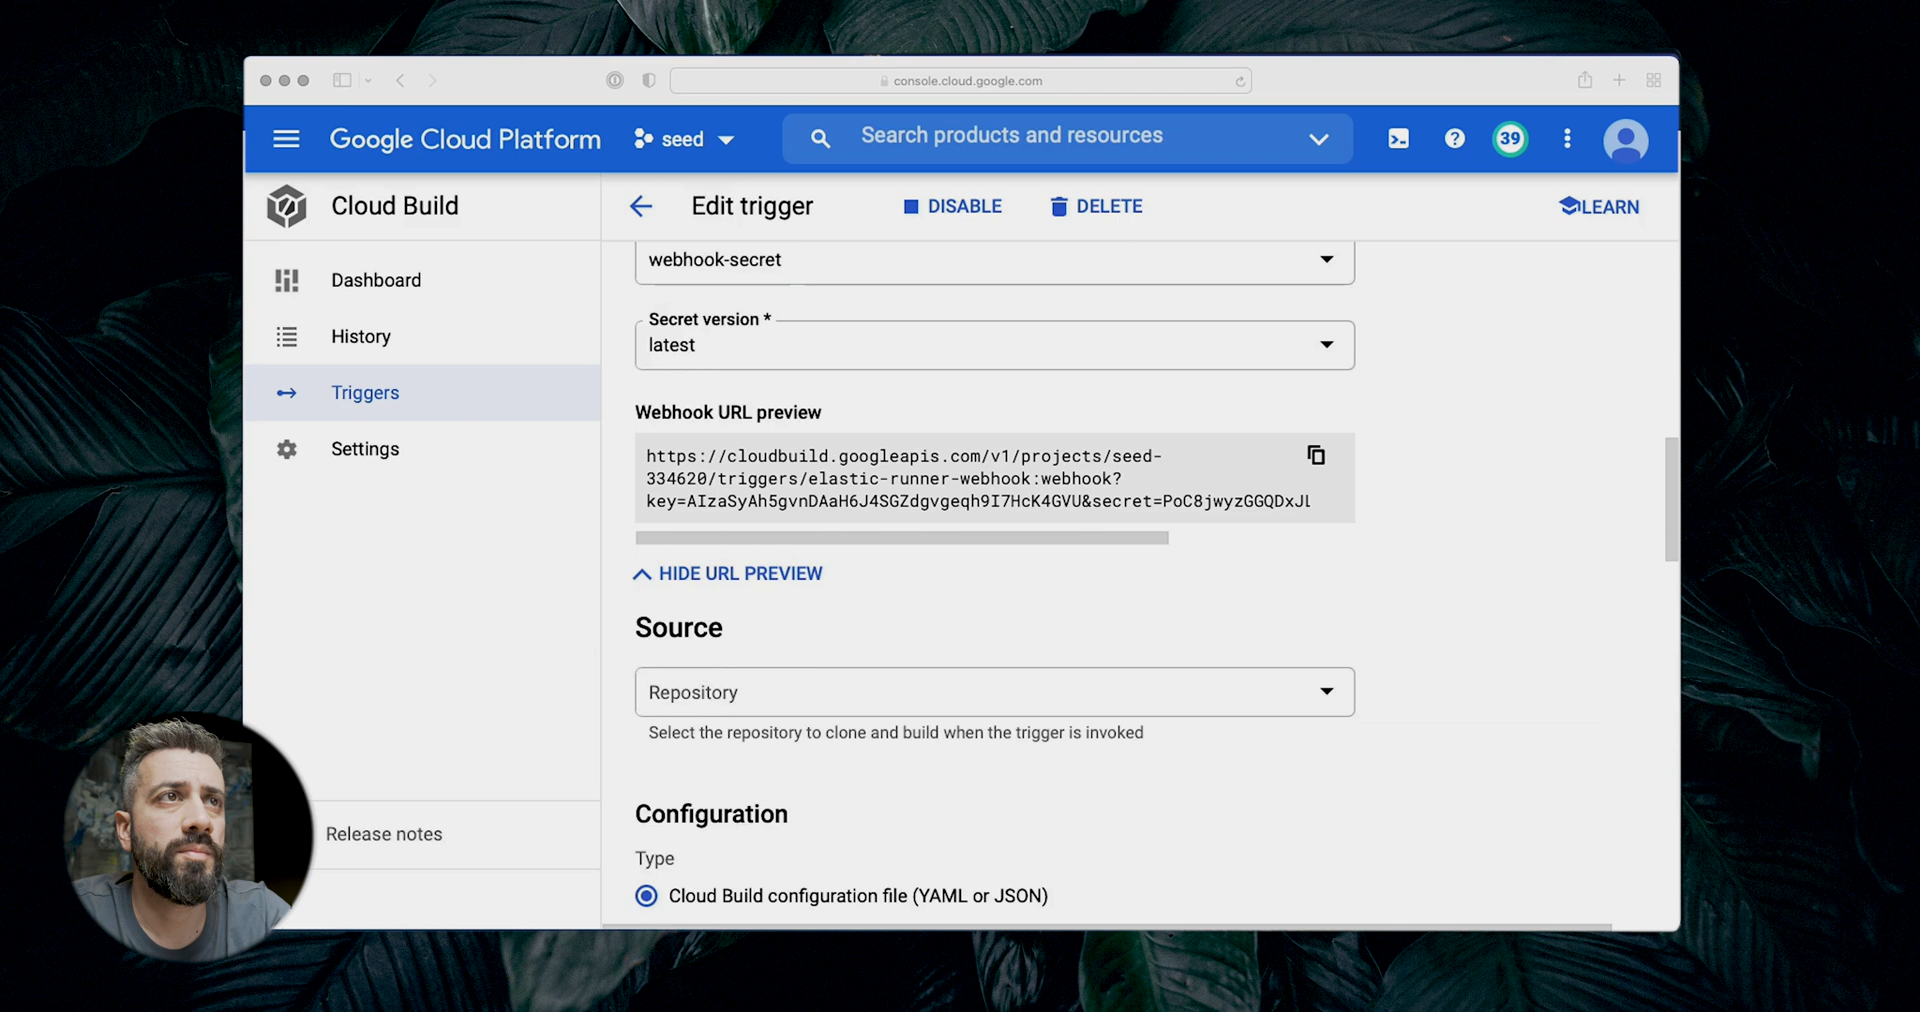 console.cloud.google.com
Google Cloud Platform
seed
Search products and resources
39
Cloud Build
Edit trigger
DISABLE
DELETE
LEARN
Dashboard
History
Triggers
Settings
Release notes
webhook-secret
Secret version *
latest
Webhook URL preview
https://cloudbuild.googleapis.com/v1/projects/seed-
334620/triggers/elastic-runner-webhook:webhook?
key=AIzaSyAh5gvnDAaH6J4SGZdgvgeqh9I7HcK4GVU&secret=PoC8jwyzGGQDxJL
HIDE URL PREVIEW
Source
Repository
Select the repository to clone and build when the trigger is invoked
Configuration
Type
Cloud Build configuration file (YAML or JSON)